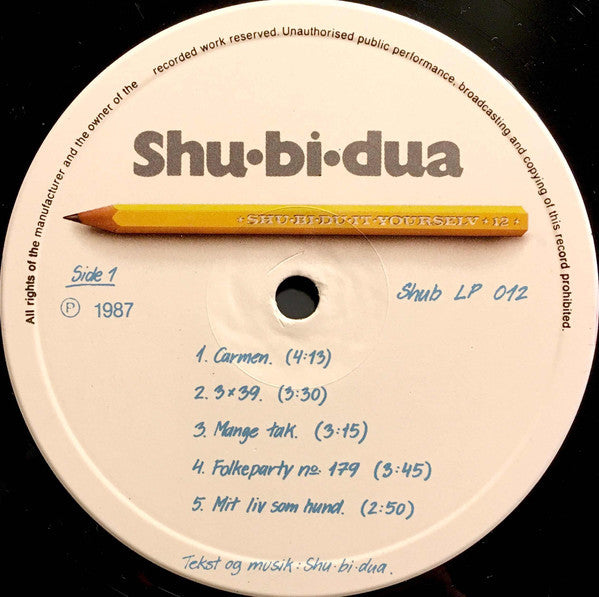 All rights of the manufacturer and the owner of the recorded work reserved. Unauthorised public performance, broadcasting and copying of this record prohibited.
Shu•bi•dua
• SHU-BI-DU-IT-YOURSELV • 12 •
Side 1
Shub LP 012
℗ 1987
1. Carmen. (4:13)
2. 3×39. (3:30)
3. Mange tak. (3:15)
4. Folkeparty no: 179 (3:45)
5. Mit liv som hund. (2:50)
Tekst og musik: Shu·bi·dua.